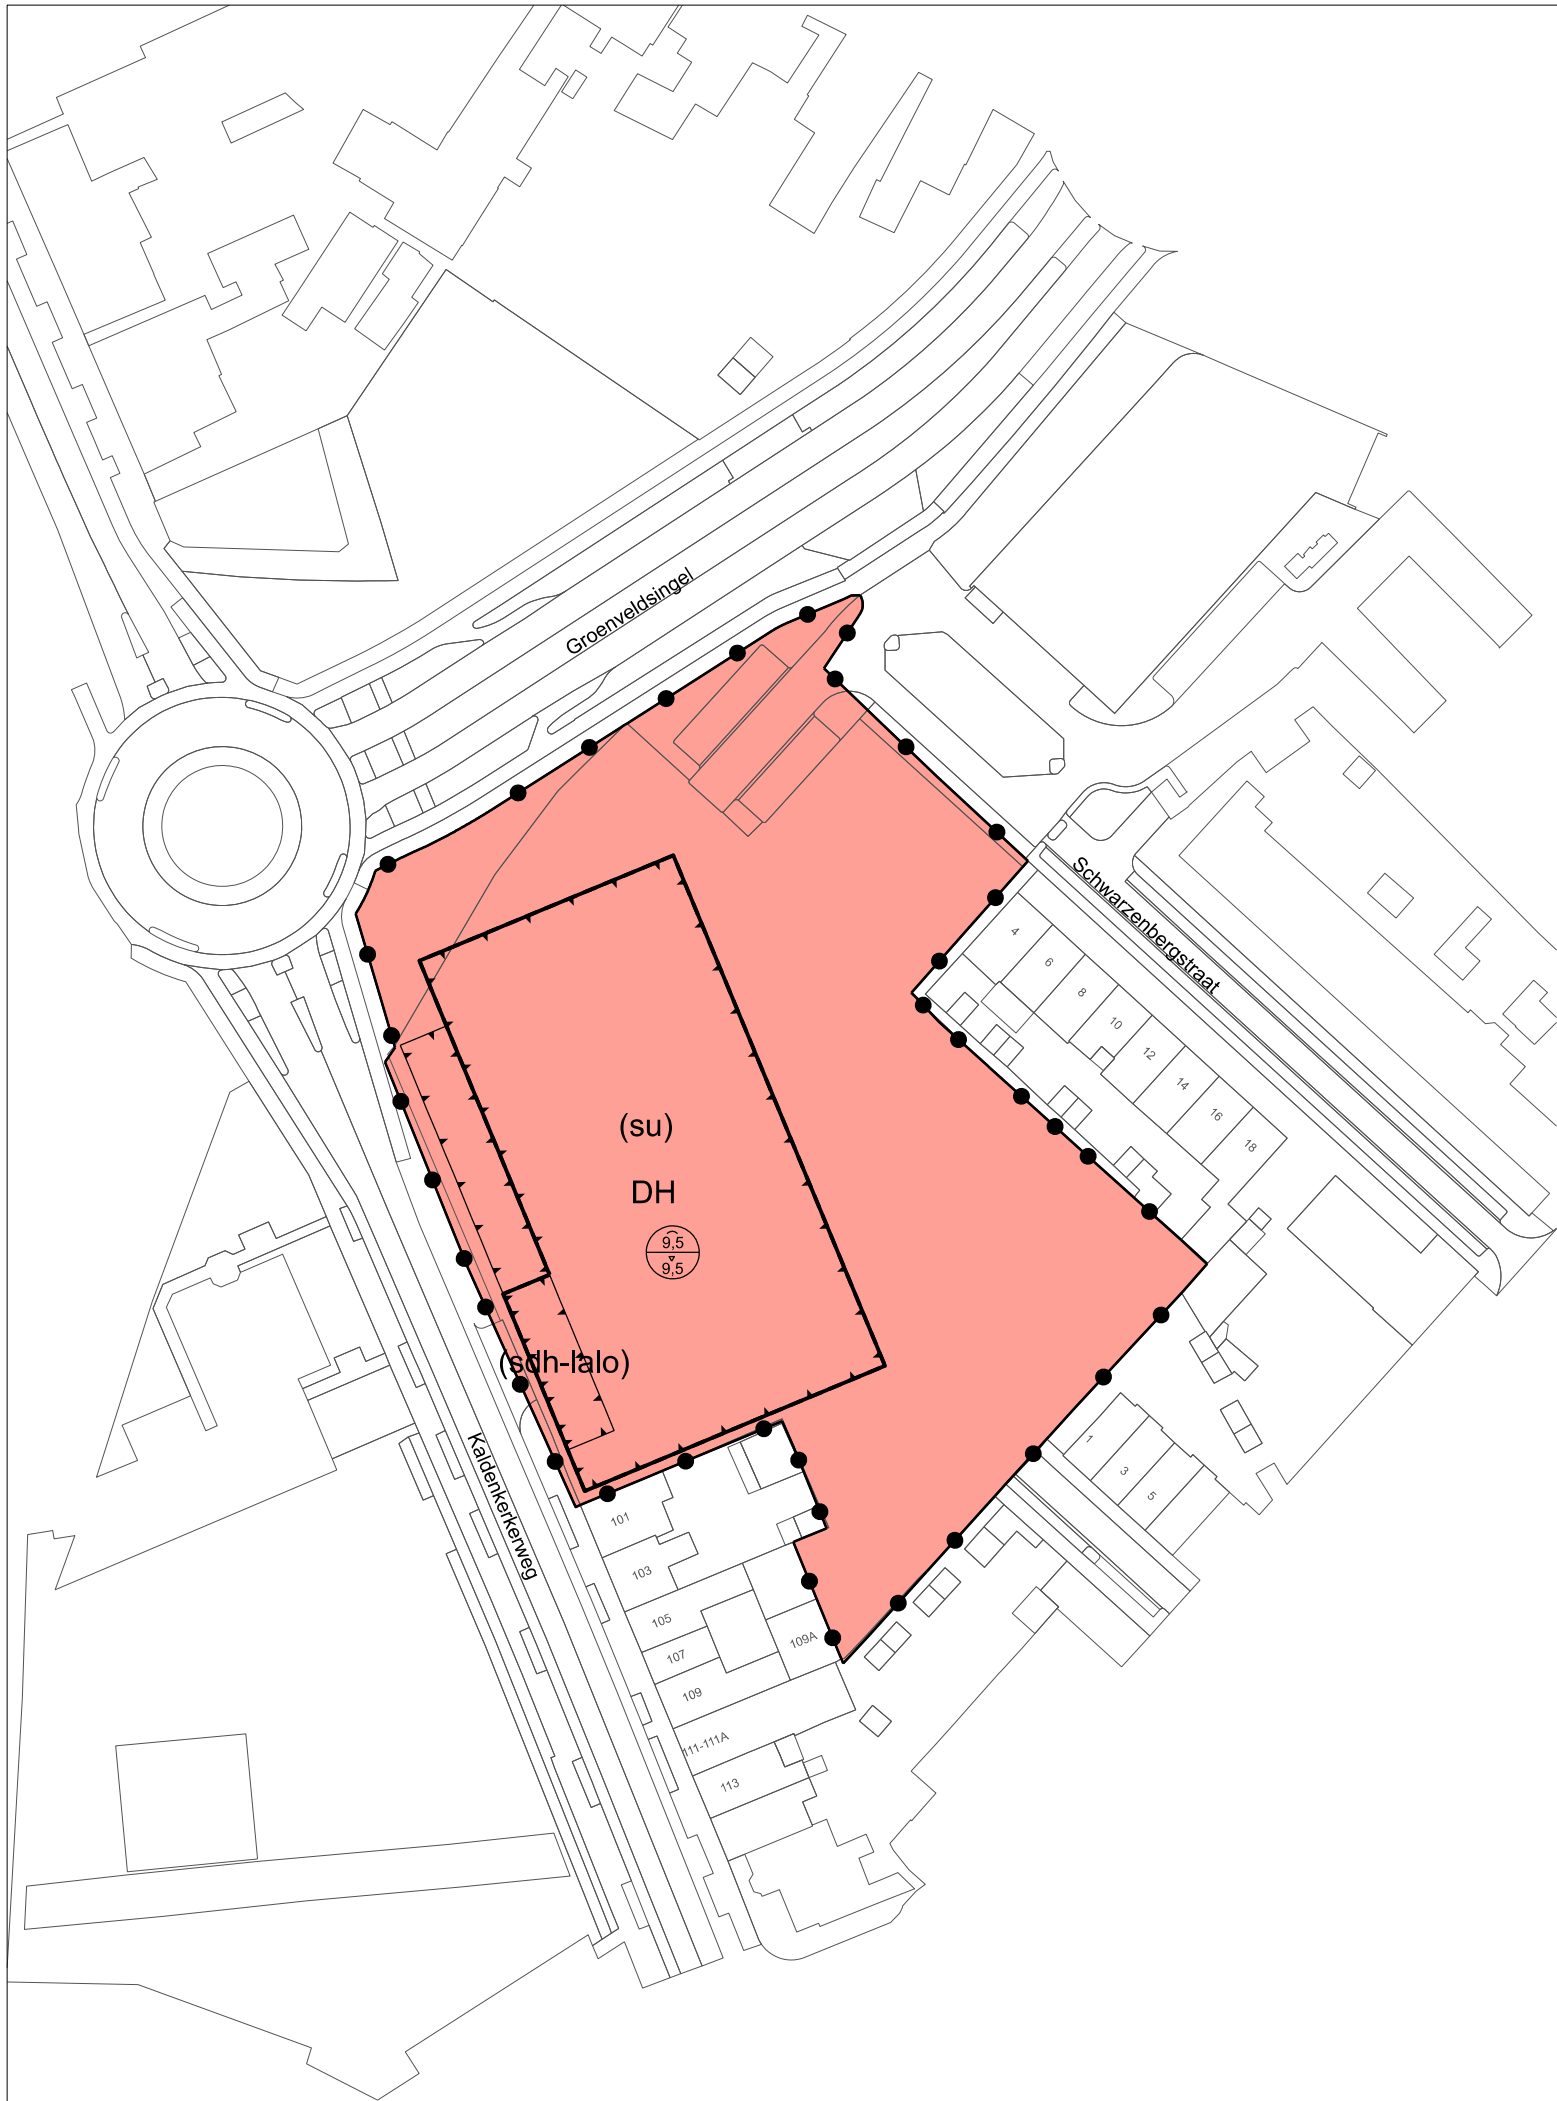 Groenveldsingel
Schwarzenbergstraat
4
6
8
10
12
14
16
18
(su)
DH
9,5
9,5
(sdh-lalo)
Kaldenkerkerweg
1
3
5
101
103
105
107
109
109A
111-111A
113